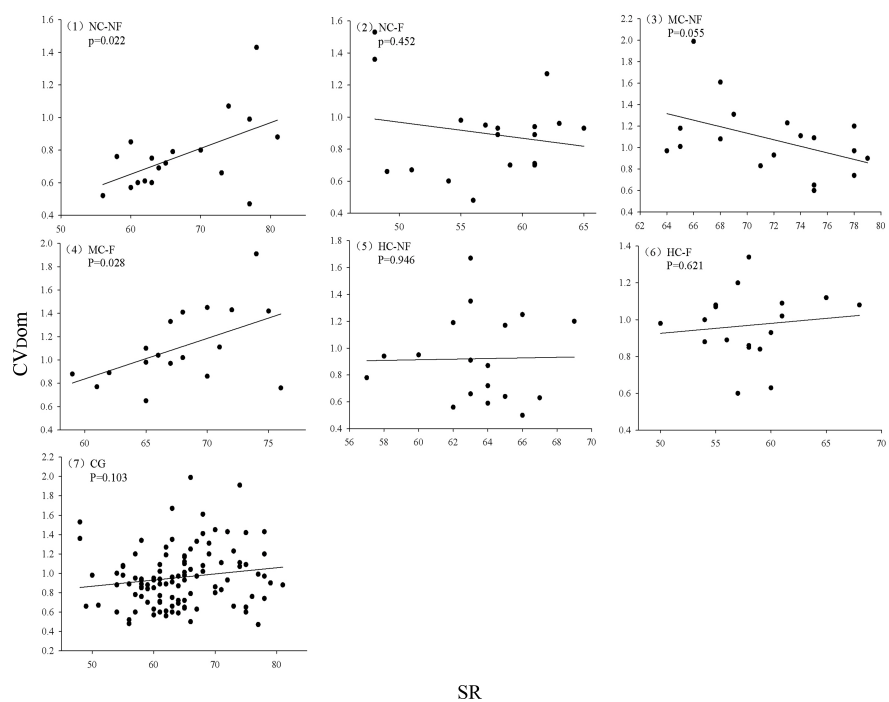 (1) NC-NF
p=0.022
1.6
1.4
1.2
1.0
0.8
0.6
0.4
50 60 70 80
(2) NC-F
p=0.452
1.6
1.4
1.2
1.0
0.8
0.6
0.4
50 55 60 65
(3) MC-NF
P=0.055
2.2
2.0
1.8
1.6
1.4
1.2
1.0
0.8
0.6
0.4
62 64 66 68 70 72 74 76 78 80
(4) MC-F
P=0.028
2.0
1.8
1.6
1.4
1.2
1.0
0.8
0.6
0.4
60 65 70 75
(5) HC-NF
P=0.946
1.8
1.6
1.4
1.2
1.0
0.8
0.6
0.4
56 58 60 62 64 66 68 70
(6) HC-F
P=0.621
1.4
1.2
1.0
0.8
0.6
0.4
50 55 60 65 70
(7) CG
P=0.103
2.2
2.0
1.8
1.6
1.4
1.2
1.0
0.8
0.6
0.4
0.2
50 60 70 80
CVDom
SR